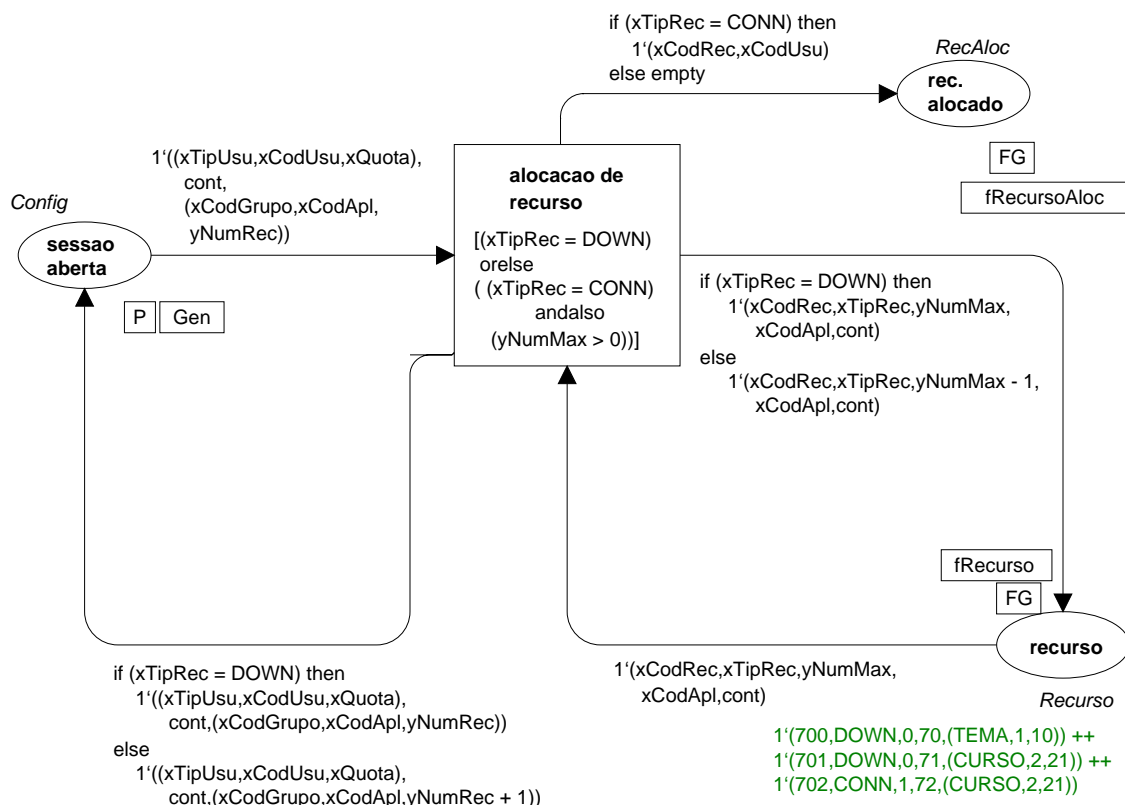 if (xTipRec = CONN) then
1‘(xCodRec,xCodUsu)
else empty
RecAloc
rec.
alocado
FG
fRecursoAloc
1‘((xTipUsu,xCodUsu,xQuota),
cont,
(xCodGrupo,xCodApl,
yNumRec))
Config
sessao
aberta
P
Gen
alocacao de
recurso
[(xTipRec = DOWN)
orelse
( (xTipRec = CONN)
andalso
(yNumMax > 0))]
if (xTipRec = DOWN) then
1‘(xCodRec,xTipRec,yNumMax,
xCodApl,cont)
else
1‘(xCodRec,xTipRec,yNumMax - 1,
xCodApl,cont)
fRecurso
FG
recurso
Recurso
1‘(xCodRec,xTipRec,yNumMax,
xCodApl,cont)
if (xTipRec = DOWN) then
1‘((xTipUsu,xCodUsu,xQuota),
cont,(xCodGrupo,xCodApl,yNumRec))
else
1‘((xTipUsu,xCodUsu,xQuota),
cont,(xCodGrupo,xCodApl,yNumRec + 1))
1‘(700,DOWN,0,70,(TEMA,1,10)) ++
1‘(701,DOWN,0,71,(CURSO,2,21)) ++
1‘(702,CONN,1,72,(CURSO,2,21))